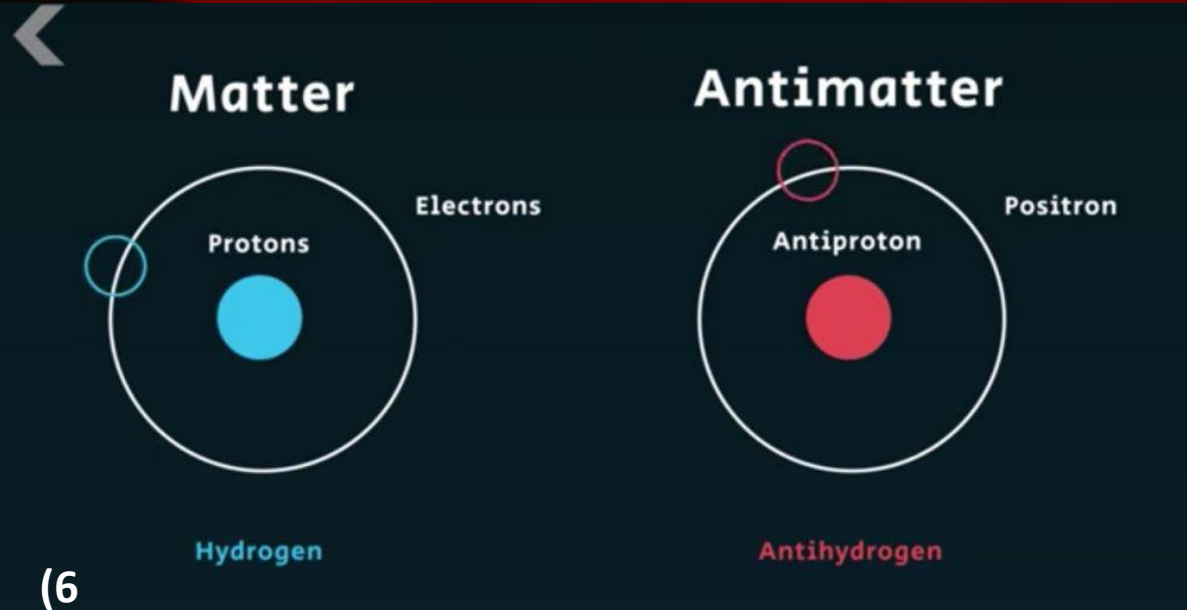 Matter
Antimatter
Electrons
Positron
Protons
Antiproton
Hydrogen
Antihydrogen
(6